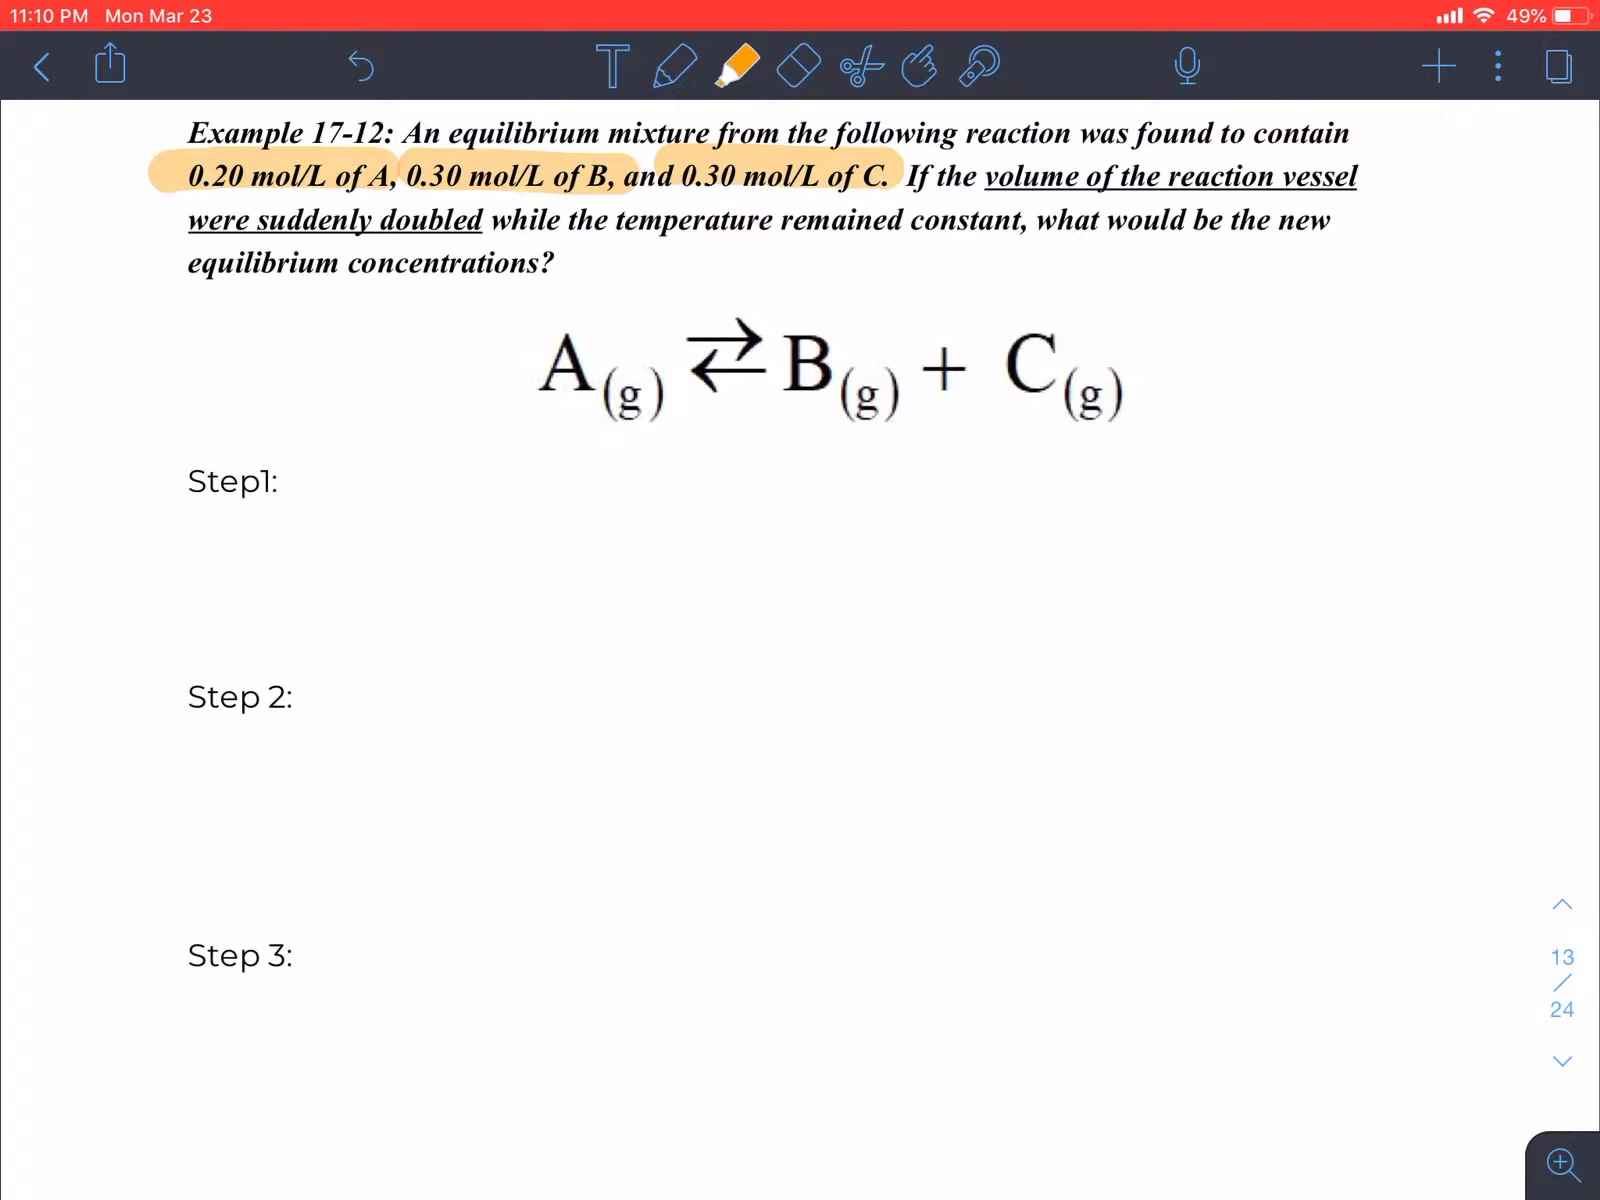 11:10 PM Mon Mar 23
49%
Example 17-12: An equilibrium mixture from the following reaction was found to contain
0.20 mol/L of A, 0.30 mol/L of B, and 0.30 mol/L of C. If the volume of the reaction vessel
were suddenly doubled while the temperature remained constant, what would be the new
equilibrium concentrations?
A(g) ⇄ B(g) + C(g)
Step1:
Step 2:
Step 3:
13
/
24